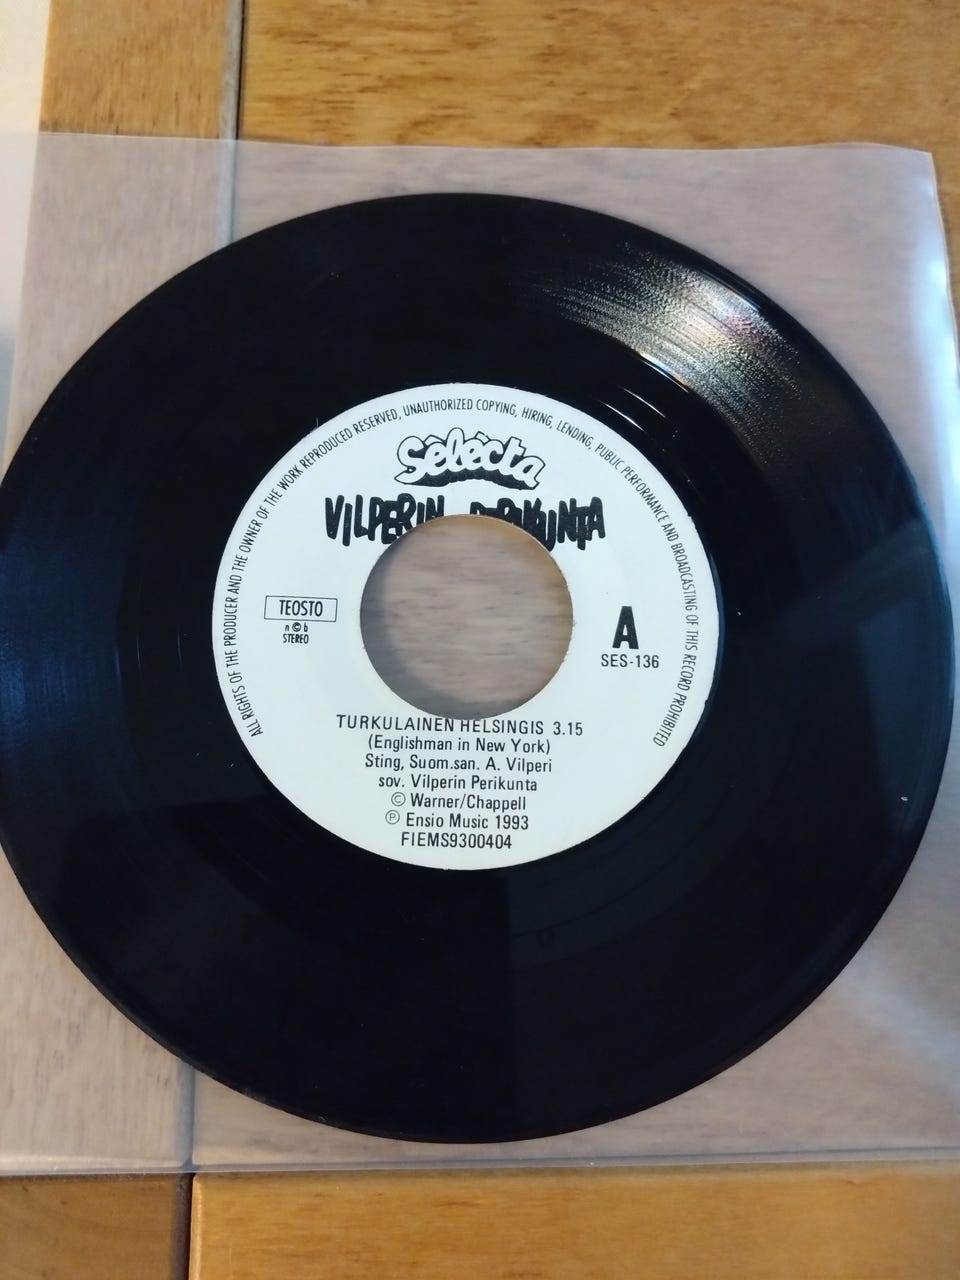 ALL RIGHTS OF THE PRODUCER AND THE OWNER OF THE WORK REPRODUCED RESERVED, UNAUTHORIZED COPYING, HIRING, LENDING, PUBLIC PERFORMANCE AND BROADCASTING OF THIS RECORD PROHIBITED
Sèlècta
VILPERIN PERIKUNTA
TEOSTO
n©b
STEREO
A
SES-136
TURKULAINEN HELSINGIS 3.15
(Englishman in New York)
Sting, Suom.san. A. Vilperi
sov. Vilperin Perikunta
© Warner/Chappell
℗ Ensio Music 1993
FIEMS9300404